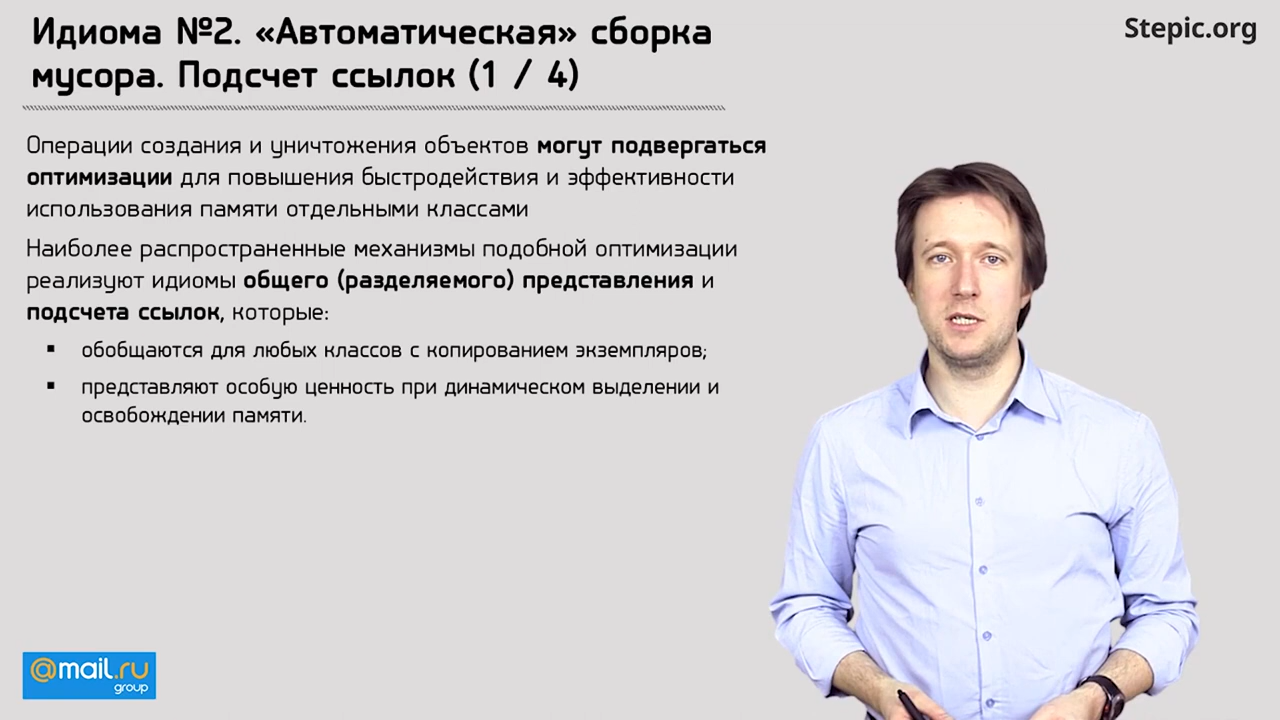 Идиома №2. «Автоматическая» сборка
мусора. Подсчет ссылок (1 / 4)
Stepic.org
Операции создания и уничтожения объектов могут подвергаться
оптимизации для повышения быстродействия и эффективности
использования памяти отдельными классами
Наиболее распространенные механизмы подобной оптимизации
реализуют идиомы общего (разделяемого) представления и
подсчета ссылок, которые:
▪ обобщаются для любых классов с копированием экземпляров;
▪ представляют особую ценность при динамическом выделении и
освобождении памяти.
@mail.ru
group